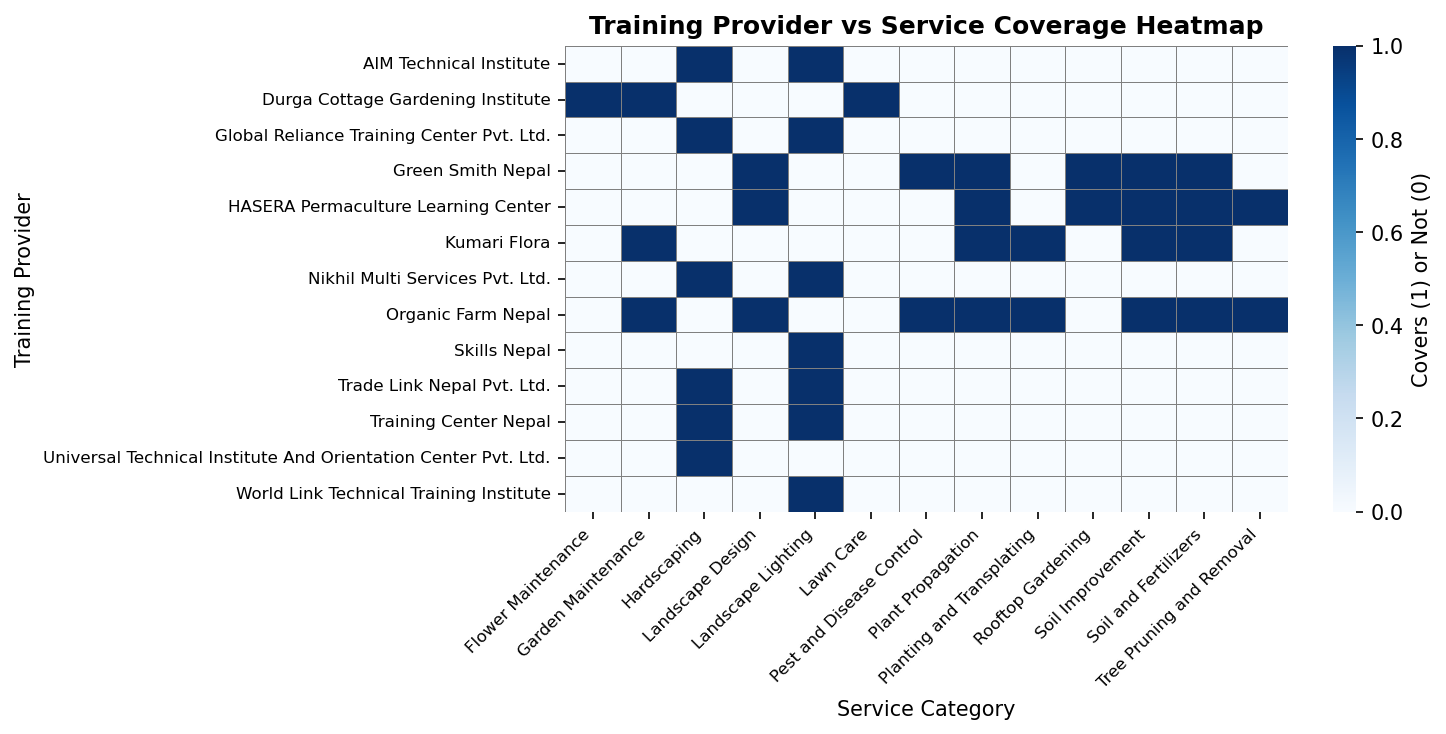 Training Provider vs Service Coverage Heatmap
Training Provider
AIM Technical Institute
Durga Cottage Gardening Institute
Global Reliance Training Center Pvt. Ltd.
Green Smith Nepal
HASERA Permaculture Learning Center
Kumari Flora
Nikhil Multi Services Pvt. Ltd.
Organic Farm Nepal
Skills Nepal
Trade Link Nepal Pvt. Ltd.
Training Center Nepal
Universal Technical Institute And Orientation Center Pvt. Ltd.
World Link Technical Training Institute
Flower Maintenance
Garden Maintenance
Hardscaping
Landscape Design
Landscape Lighting
Lawn Care
Pest and Disease Control
Plant Propagation
Planting and Transplating
Rooftop Gardening
Soil Improvement
Soil and Fertilizers
Tree Pruning and Removal
Service Category
1.0
0.8
0.6
0.4
0.2
0.0
Covers (1) or Not (0)